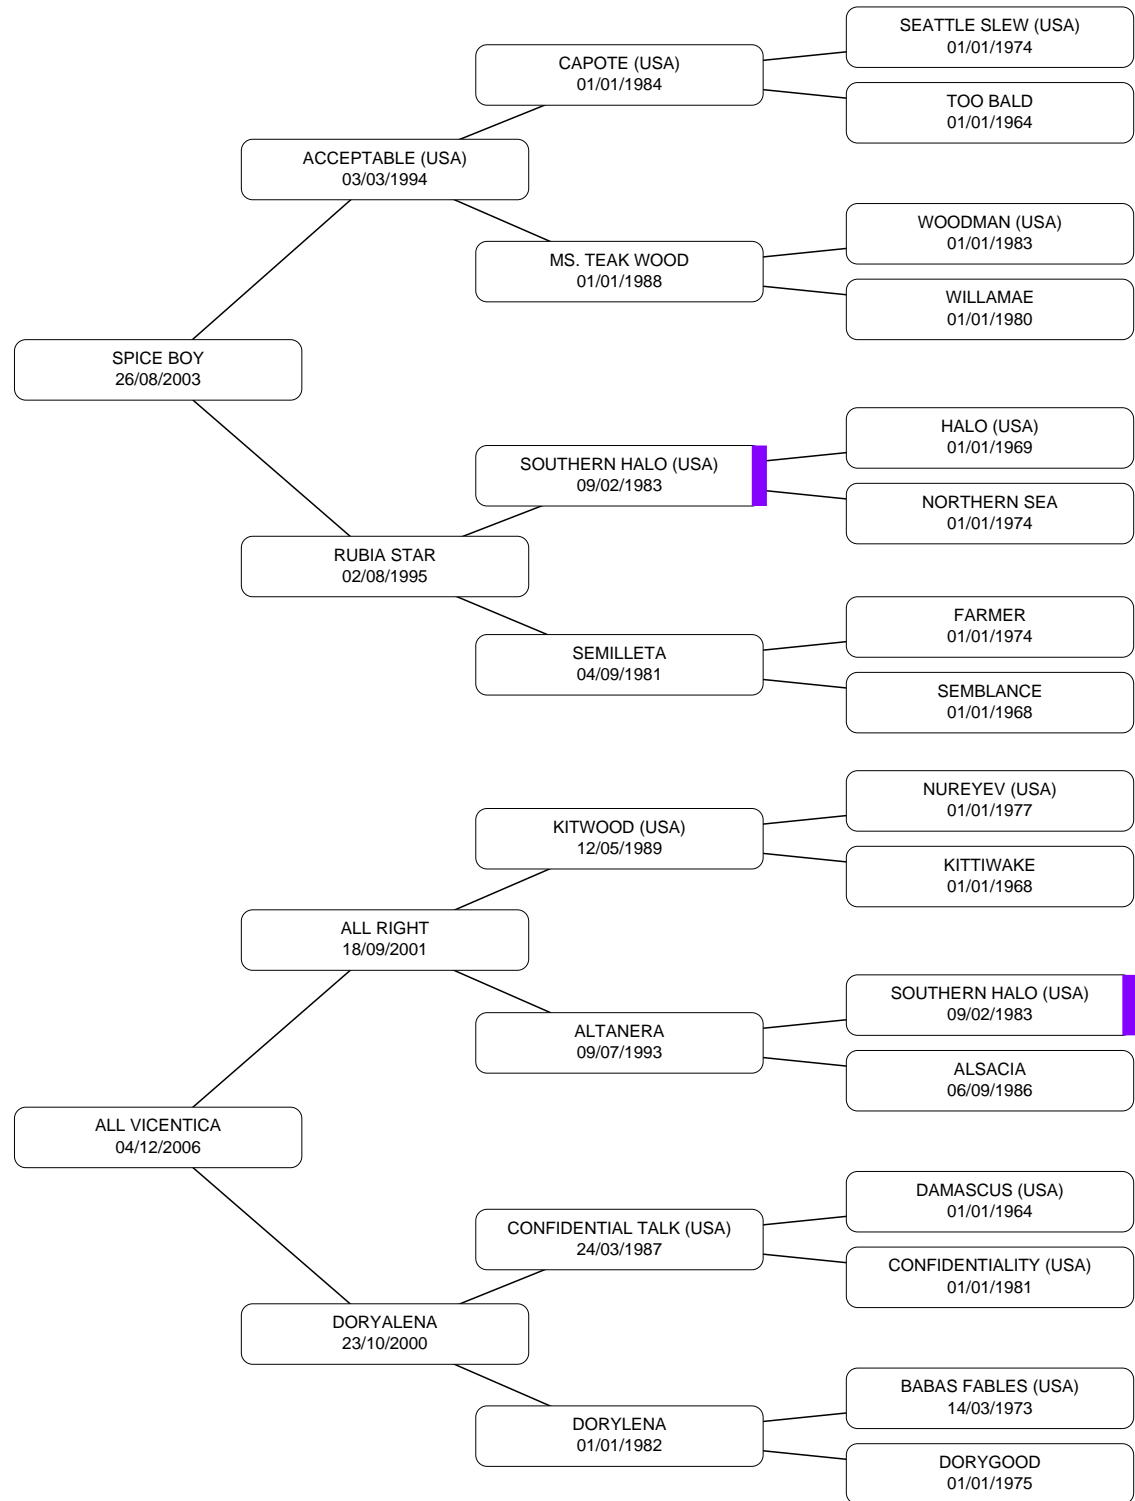 SEATTLE SLEW (USA)
01/01/1974
CAPOTE (USA)
01/01/1984
TOO BALD
01/01/1964
ACCEPTABLE (USA)
03/03/1994
WOODMAN (USA)
01/01/1983
MS. TEAK WOOD
01/01/1988
WILLAMAE
01/01/1980
SPICE BOY
26/08/2003
HALO (USA)
01/01/1969
SOUTHERN HALO (USA)
09/02/1983
NORTHERN SEA
01/01/1974
RUBIA STAR
02/08/1995
FARMER
01/01/1974
SEMILLETA
04/09/1981
SEMBLANCE
01/01/1968
NUREYEV (USA)
01/01/1977
KITWOOD (USA)
12/05/1989
KITTIWAKE
01/01/1968
ALL RIGHT
18/09/2001
SOUTHERN HALO (USA)
09/02/1983
ALTANERA
09/07/1993
ALSACIA
06/09/1986
ALL VICENTICA
04/12/2006
DAMASCUS (USA)
01/01/1964
CONFIDENTIAL TALK (USA)
24/03/1987
CONFIDENTIALITY (USA)
01/01/1981
DORYALENA
23/10/2000
BABAS FABLES (USA)
14/03/1973
DORYLENA
01/01/1982
DORYGOOD
01/01/1975